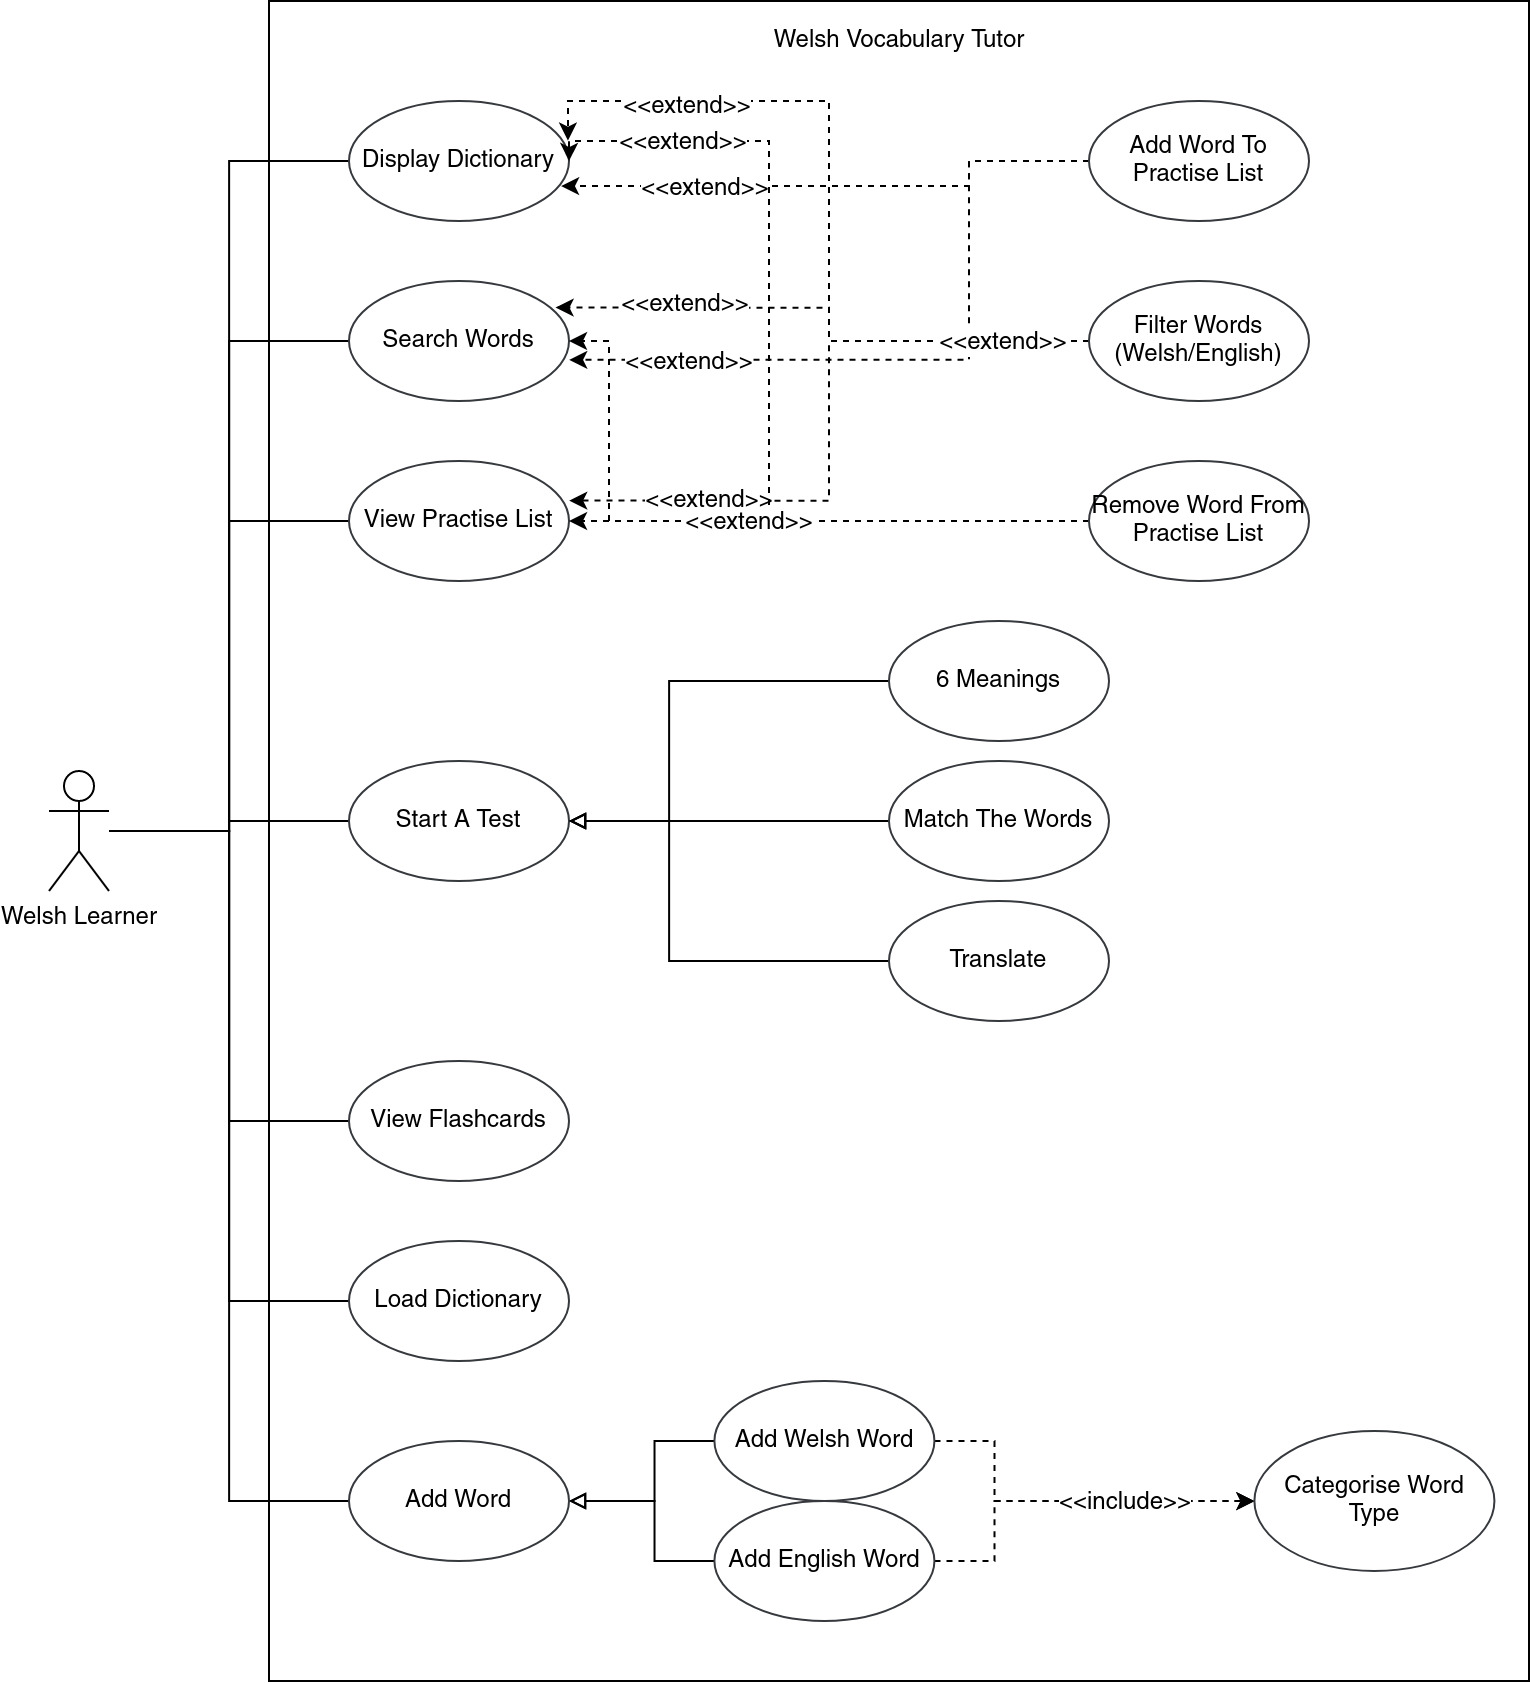 Welsh Vocabulary Tutor
<<extend>>
<<extend>>
Display Dictionary
<<extend>>
Add Word To
Practise List
<<extend>>
Search Words
<<extend>>
<<extend>>
Filter Words
(Welsh/English)
<<extend>>
View Practise List
<<extend>>
Remove Word From
Practise List
6 Meanings
Start A Test
Match The Words
Translate
Welsh Learner
View Flashcards
Load Dictionary
Add Welsh Word
Add Word
<<include>>
Categorise Word
Type
Add English Word